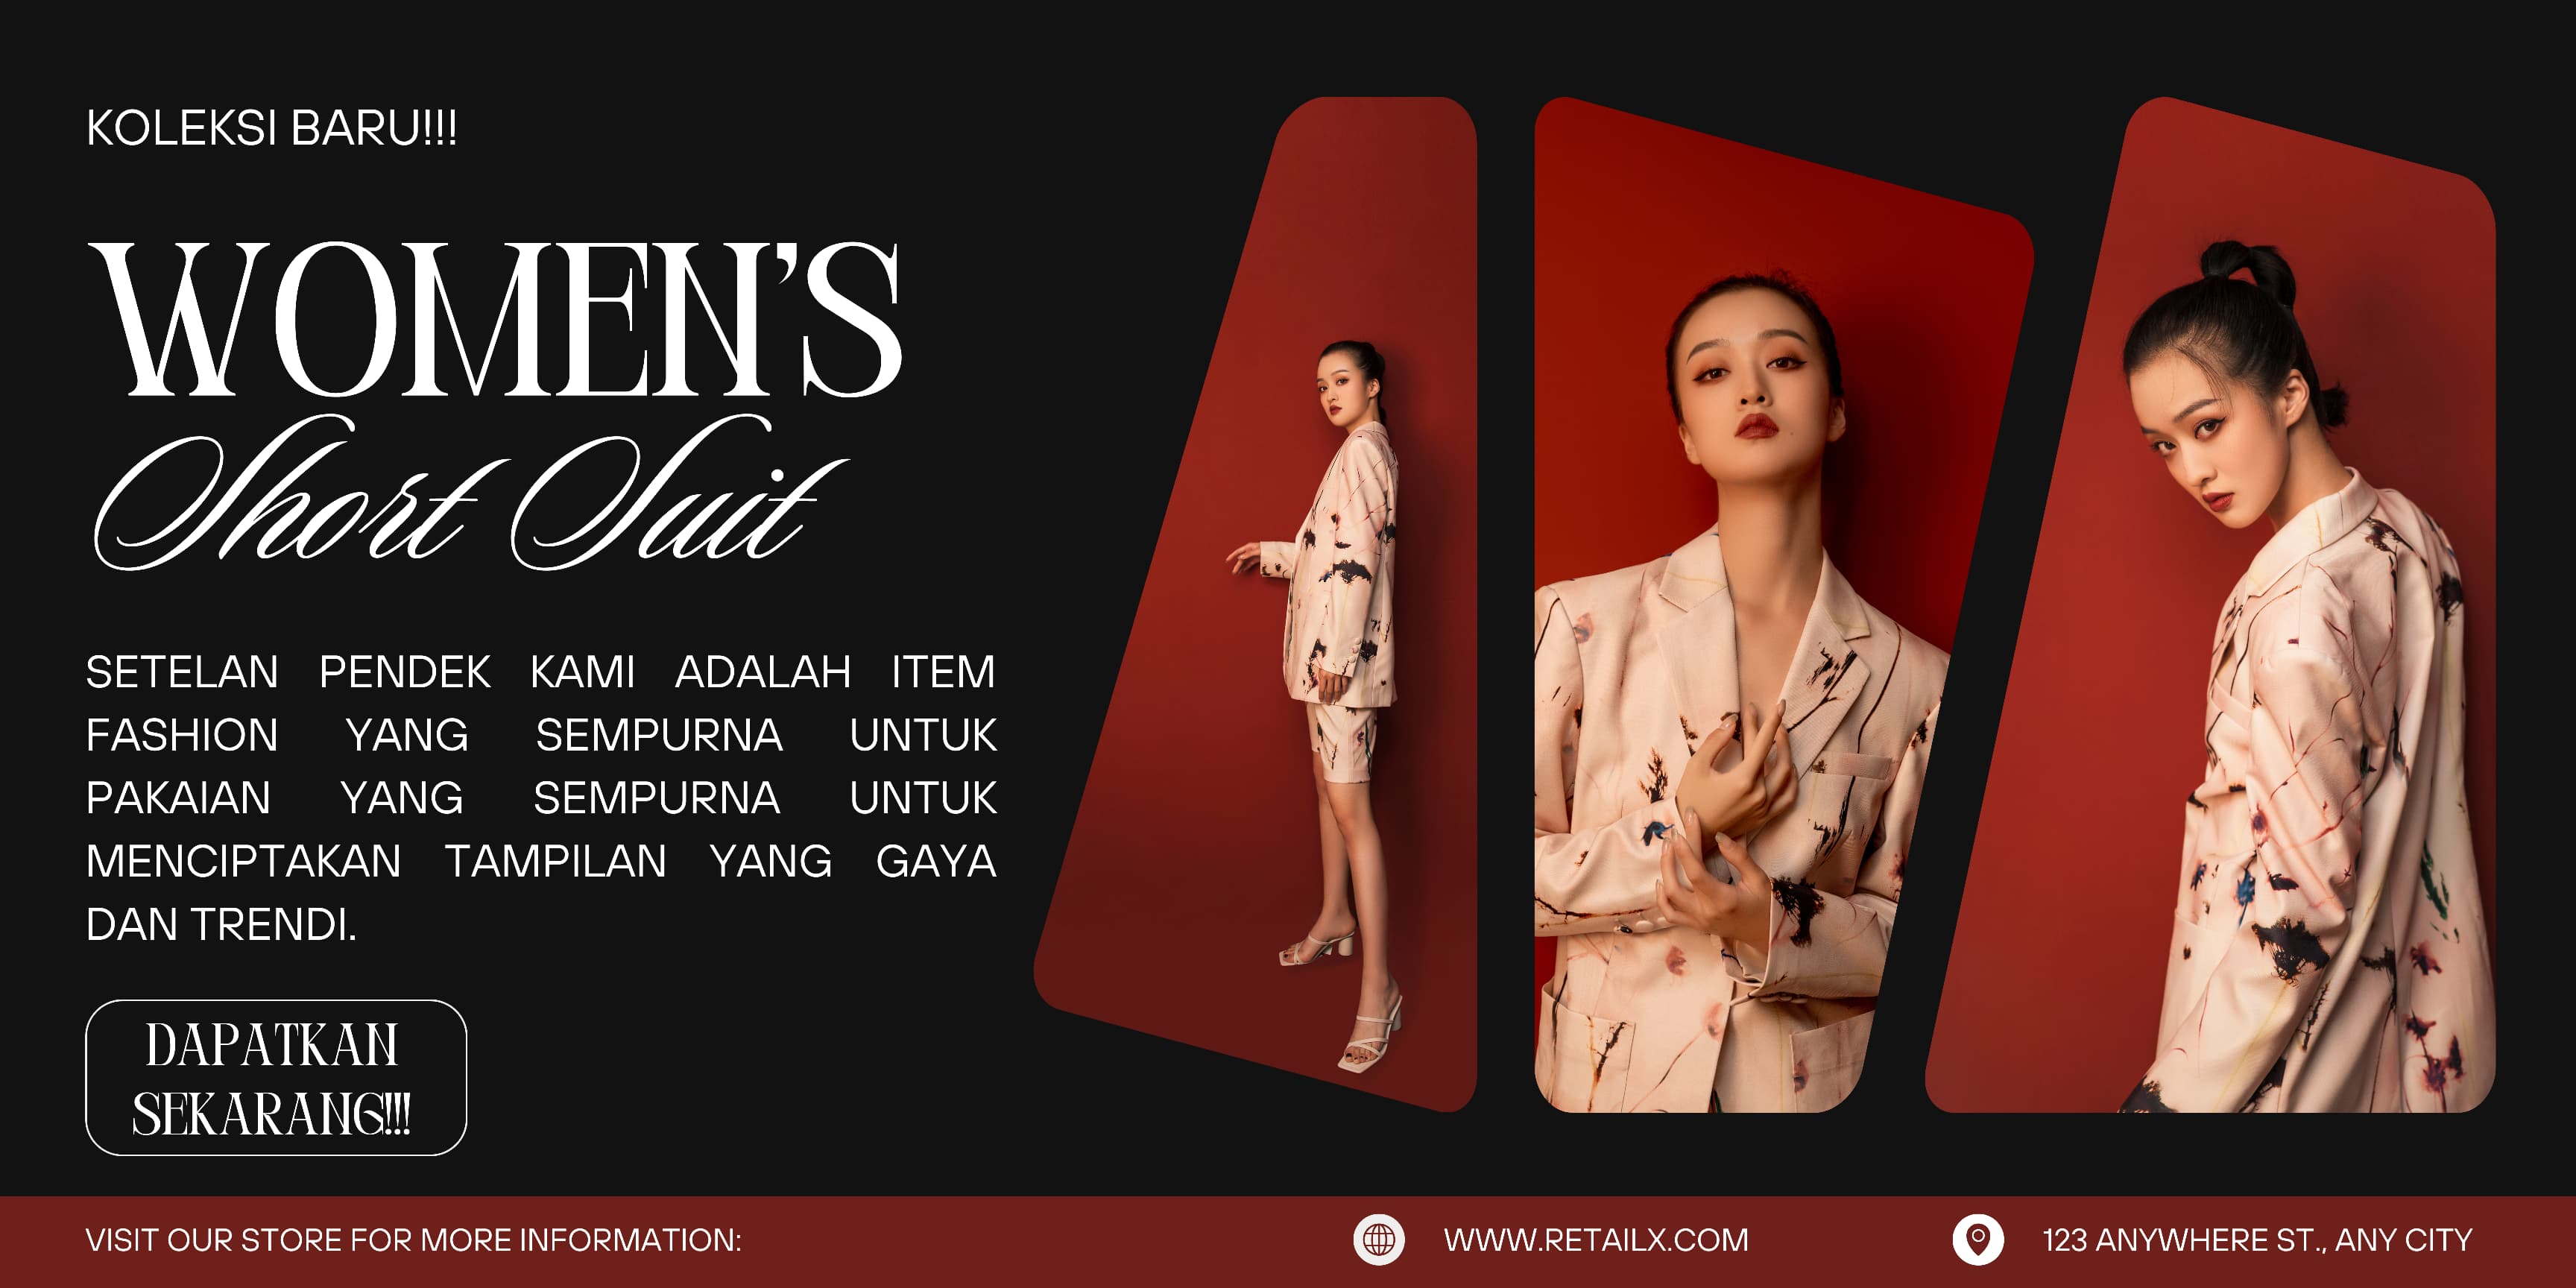 KOLEKSI BARU!!!
WOMEN'S
Short Suit
SETELAN PENDEK KAMI ADALAH ITEM
FASHION YANG SEMPURNA UNTUK
PAKAIAN YANG SEMPURNA UNTUK
MENCIPTAKAN TAMPILAN YANG GAYA
DAN TRENDI.
DAPATKAN
SEKARANG!!!
VISIT OUR STORE FOR MORE INFORMATION:
WWW.RETAILX.COM
123 ANYWHERE ST., ANY CITY